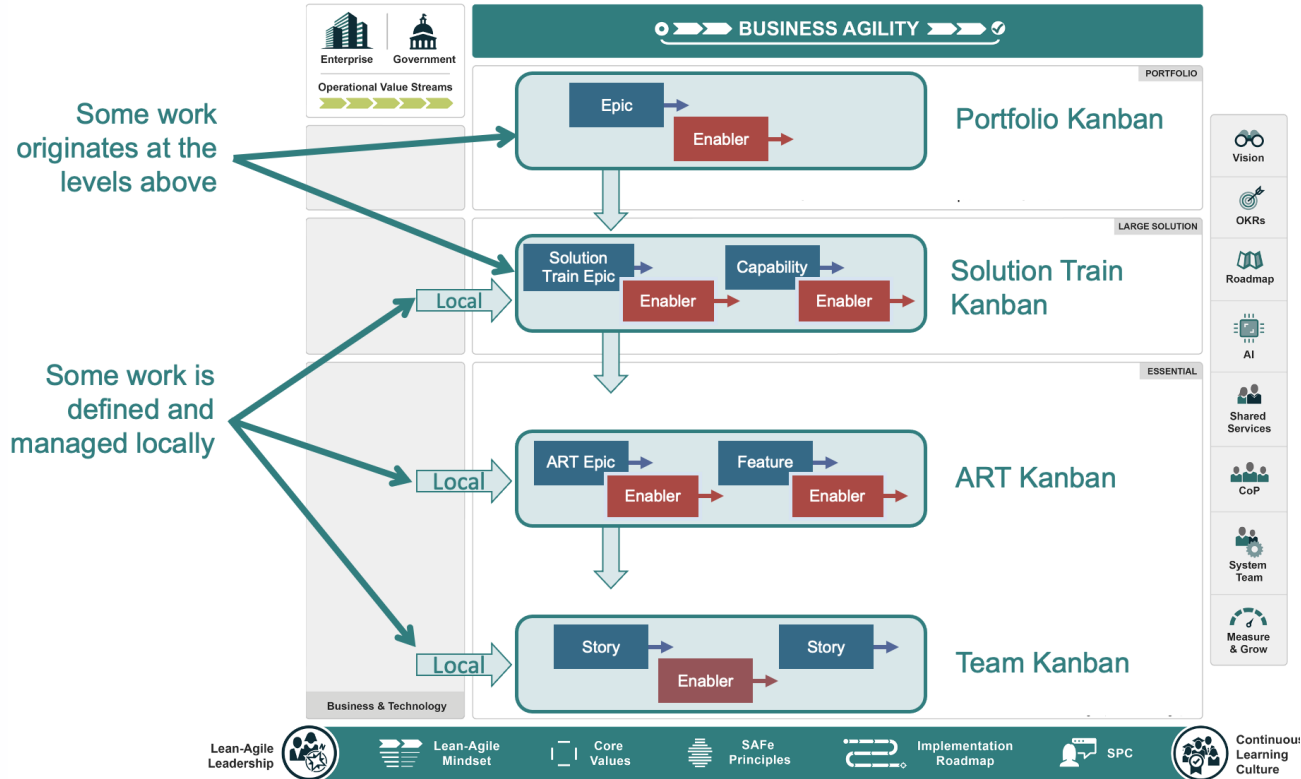 Enterprise
Government
Operational Value Streams
BUSINESS AGILITY
PORTFOLIO
Some work
originates at the
levels above
Epic
Enabler
Portfolio Kanban
LARGE SOLUTION
Solution
Train Epic
Enabler
Capability
Enabler
Solution Train
Kanban
Local
Some work is
defined and
managed locally
ESSENTIAL
ART Epic
Enabler
Feature
Enabler
ART Kanban
Local
Story
Enabler
Story
Team Kanban
Local
Business & Technology
Vision
OKRs
Roadmap
AI
Shared
Services
CoP
System
Team
Measure
& Grow
Lean-Agile
Leadership
Lean-Agile
Mindset
Core
Values
SAFe
Principles
Implementation
Roadmap
SPC
Continuous
Learning
Culture